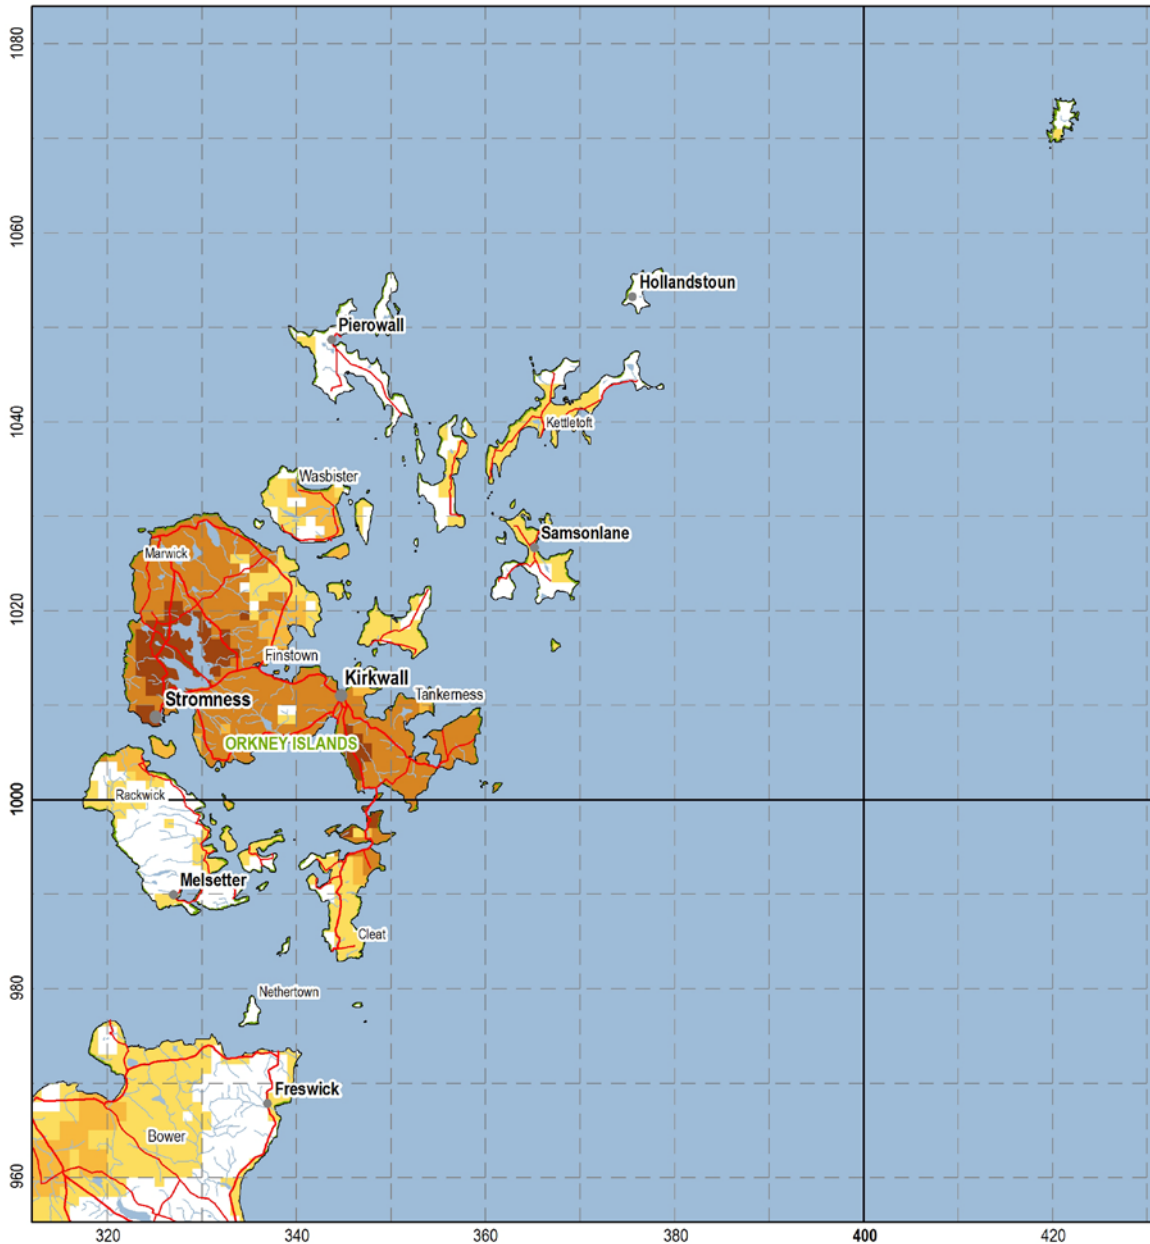 1080
1060
Hollandstoun
Pierowall
1040
Kettletoft
Wasbister
Samsonlane
Marwick
1020
Finstown
Kirkwall
Tankerness
Stromness
ORKNEY ISLANDS
1000
Rackwick
Melsetter
Cleat
980
Nethertown
Freswick
Bower
960
320 340 360 380 400 420